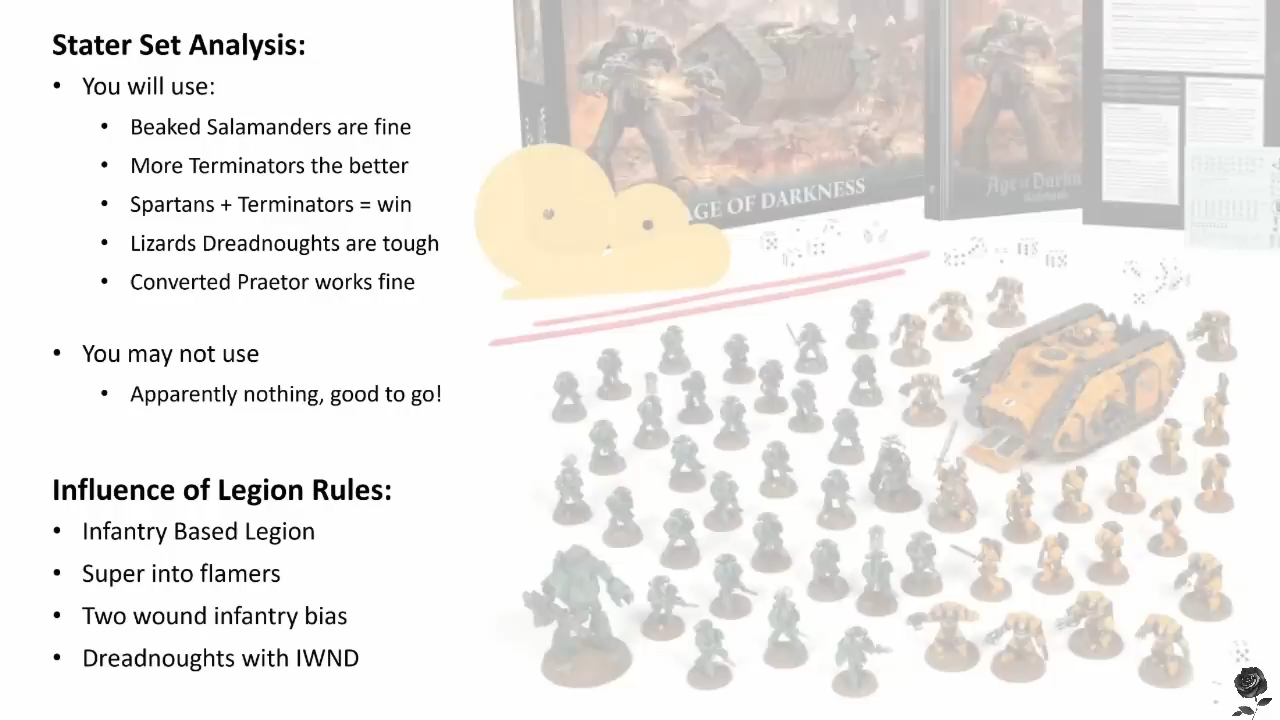 Stater Set Analysis:
• You will use:
• Beaked Salamanders are fine
• More Terminators the better
• Spartans + Terminators = win
• Lizards Dreadnoughts are tough
• Converted Praetor works fine
• You may not use
• Apparently nothing, good to go!
Influence of Legion Rules:
• Infantry Based Legion
• Super into flamers
• Two wound infantry bias
• Dreadnoughts with IWND
AGE OF DARKNESS